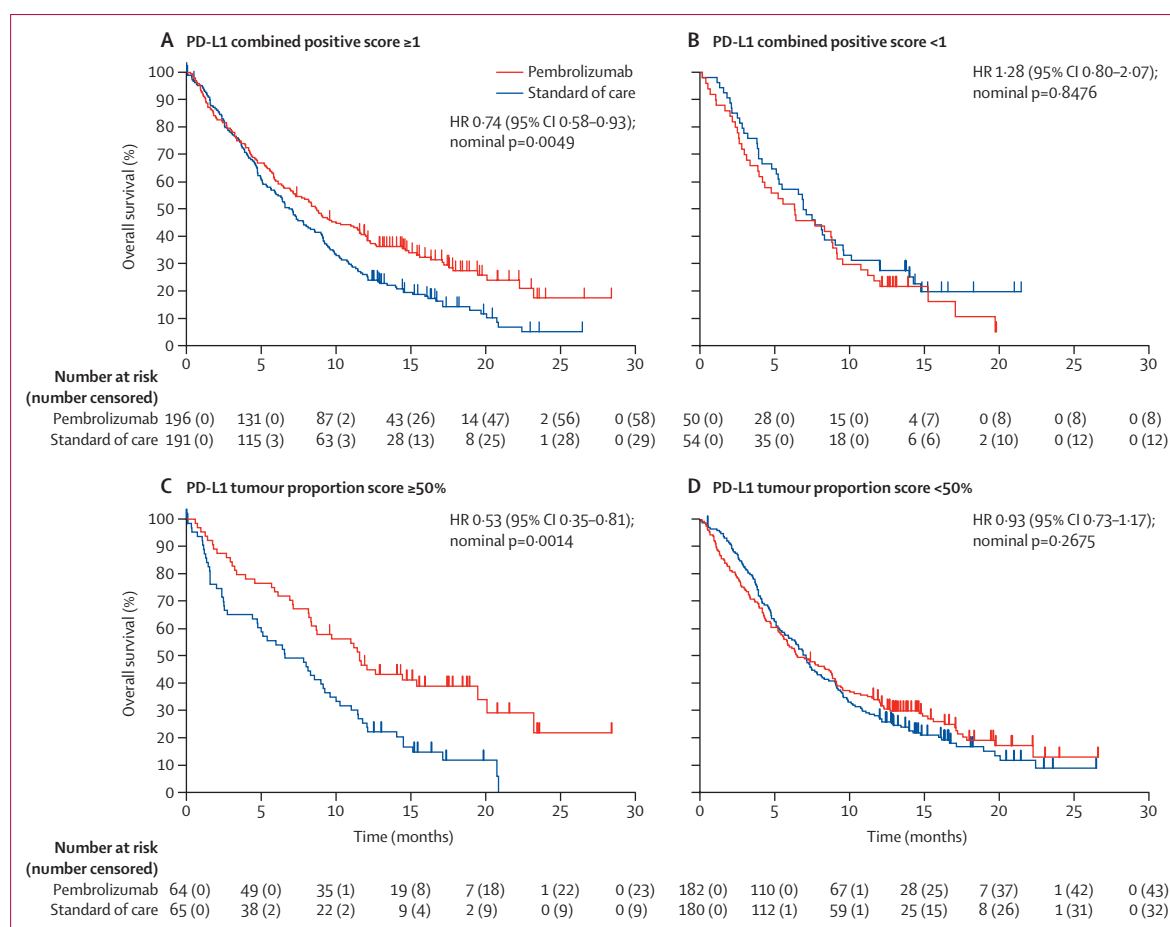 A PD-L1 combined positive score ≥1
Pembrolizumab
Standard of care
HR 0·74 (95% CI 0·58–0·93);
nominal p=0·0049
Overall survival (%)
100
90
80
70
60
50
40
30
20
10
0
0 5 10 15 20 25 30
B PD-L1 combined positive score <1
HR 1·28 (95% CI 0·80–2·07);
nominal p=0·8476
0 5 10 15 20 25 30
Number at risk
(number censored)
Pembrolizumab 196 (0) 131 (0) 87 (2) 43 (26) 14 (47) 2 (56) 0 (58) 50 (0) 28 (0) 15 (0) 4 (7) 0 (8) 0 (8) 0 (8)
Standard of care 191 (0) 115 (3) 63 (3) 28 (13) 8 (25) 1 (28) 0 (29) 54 (0) 35 (0) 18 (0) 6 (6) 2 (10) 0 (12) 0 (12)
C PD-L1 tumour proportion score ≥50%
HR 0·53 (95% CI 0·35–0·81);
nominal p=0·0014
Overall survival (%)
100
90
80
70
60
50
40
30
20
10
0
0 5 10 15 20 25 30
Time (months)
D PD-L1 tumour proportion score <50%
HR 0·93 (95% CI 0·73–1·17);
nominal p=0·2675
0 5 10 15 20 25 30
Time (months)
Number at risk
(number censored)
Pembrolizumab 64 (0) 49 (0) 35 (1) 19 (8) 7 (18) 1 (22) 0 (23) 182 (0) 110 (0) 67 (1) 28 (25) 7 (37) 1 (42) 0 (43)
Standard of care 65 (0) 38 (2) 22 (2) 9 (4) 2 (9) 0 (9) 0 (9) 180 (0) 112 (1) 59 (1) 25 (15) 8 (26) 1 (31) 0 (32)